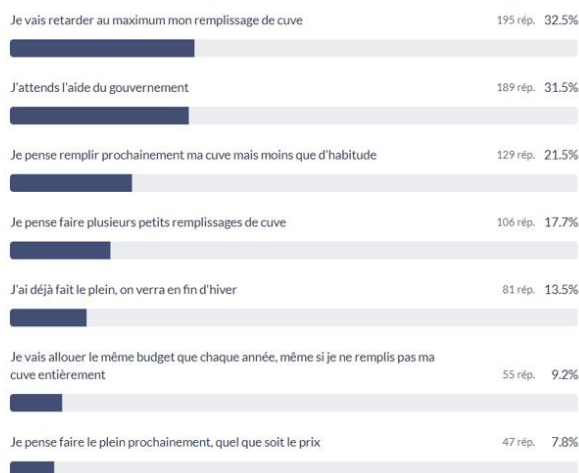 Je vais retarder au maximum mon remplissage de cuve 195 rép. 32.5%
J'attends l'aide du gouvernement 189 rép. 31.5%
Je pense remplir prochainement ma cuve mais moins que d'habitude 129 rép. 21.5%
Je pense faire plusieurs petits remplissages de cuve 106 rép. 17.7%
J'ai déjà fait le plein, on verra en fin d'hiver 81 rép. 13.5%
Je vais allouer le même budget que chaque année, même si je ne remplis pas ma
cuve entièrement 55 rép. 9.2%
Je pense faire le plein prochainement, quel que soit le prix 47 rép. 7.8%